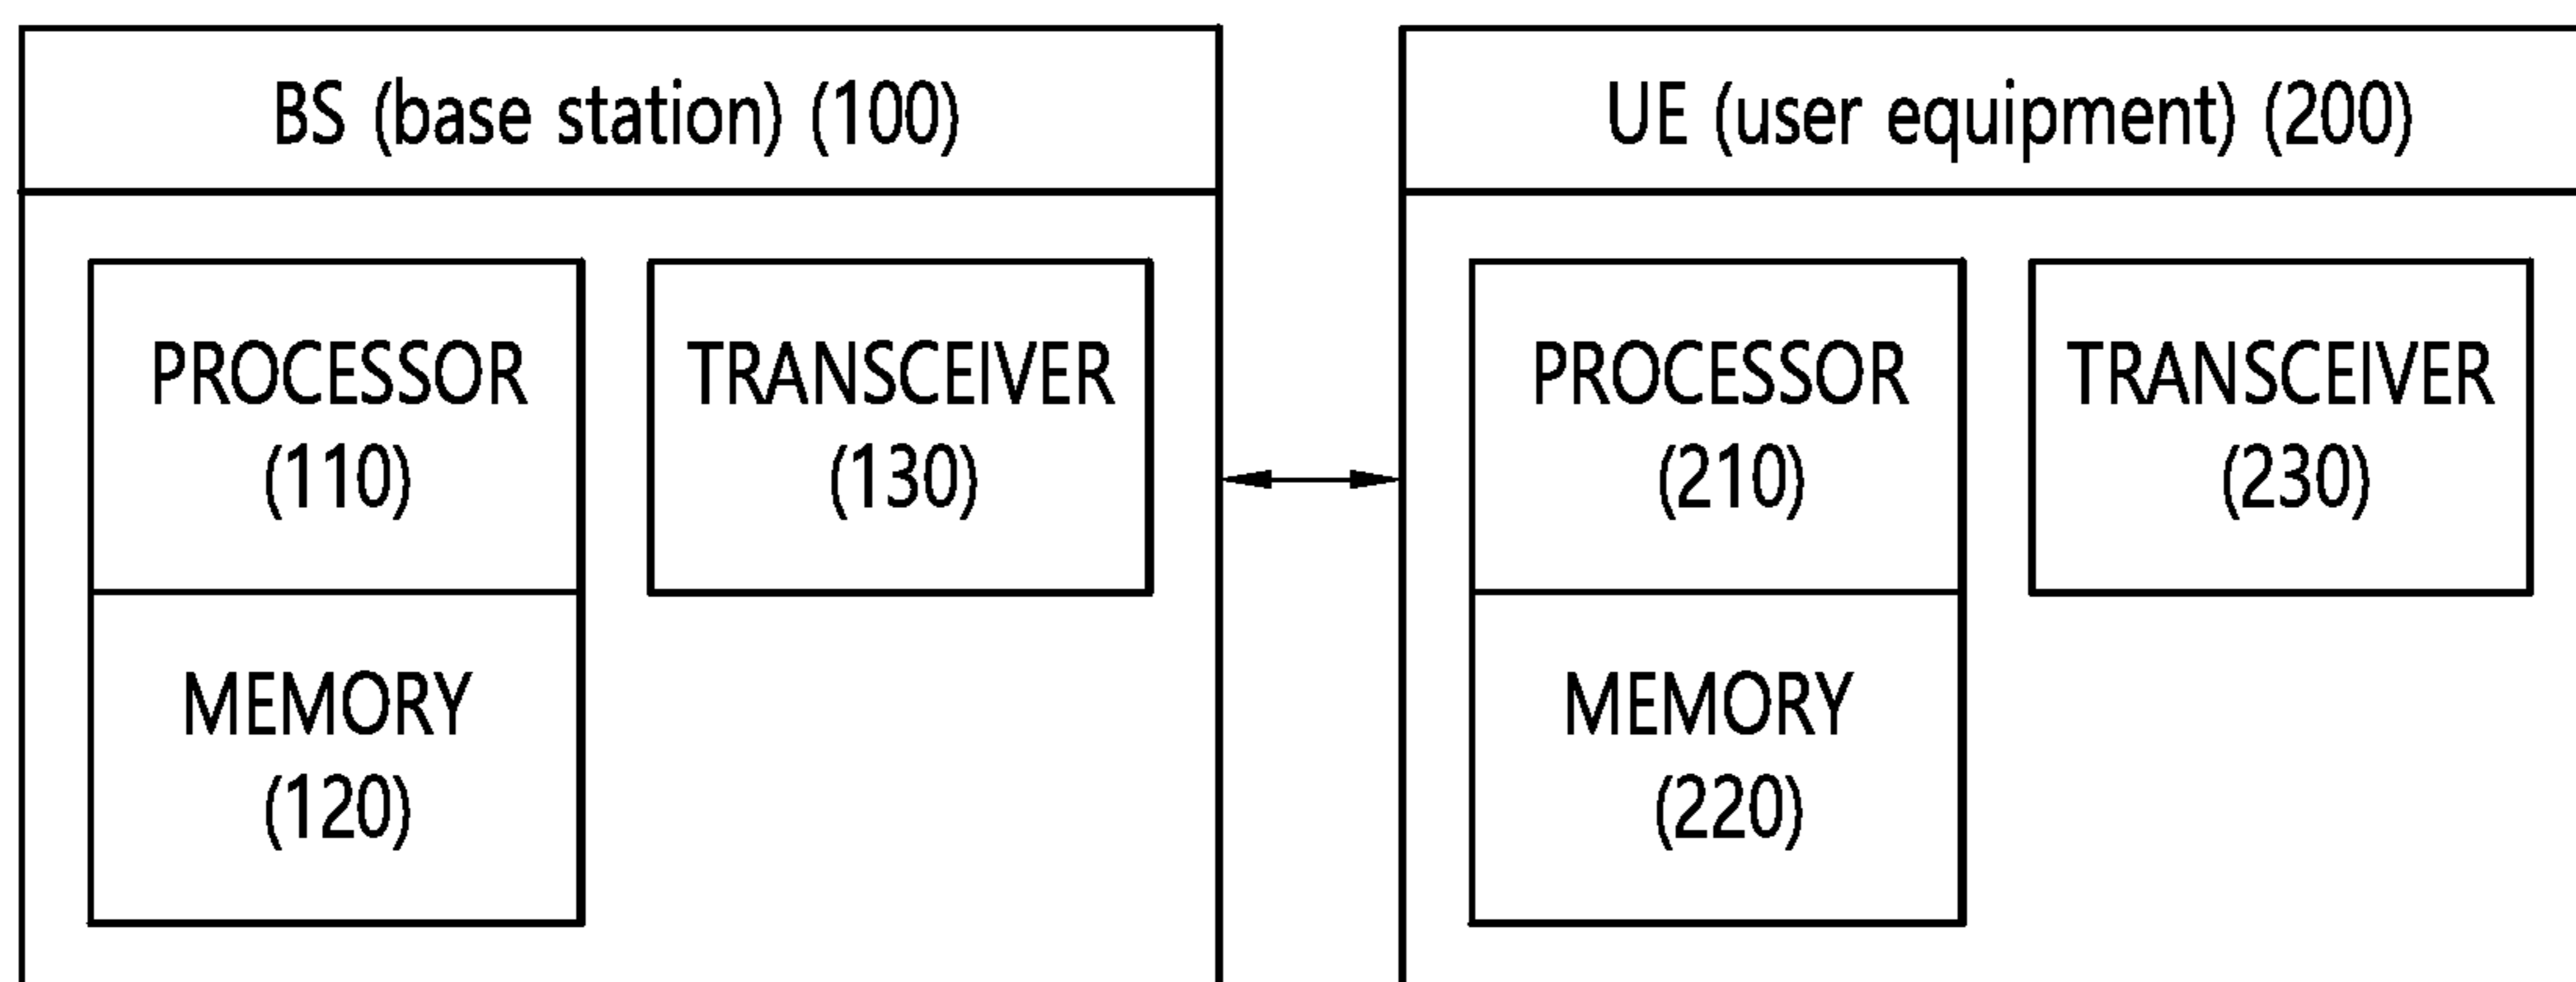 BS (base station) (100)
PROCESSOR
(110)
TRANSCEIVER
(130)
MEMORY
(120)
UE (user equipment) (200)
PROCESSOR
(210)
TRANSCEIVER
(230)
MEMORY
(220)